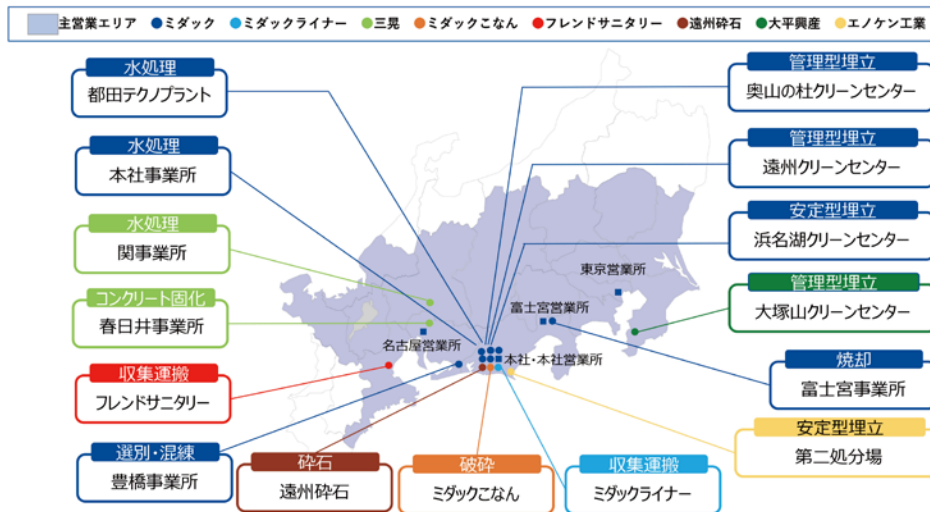 主営業エリア ●ミダック ●ミダックライナー ●三晃 ●ミダックこなん ●フレンドサニタリー ●遠州砕石 ●大平興産 ●エノケン工業
水処理
都田テクノプラント
水処理
本社事業所
水処理
関事業所
コンクリート固化
春日井事業所
収集運搬
フレンドサニタリー
選別・混練
豊橋事業所
砕石
遠州砕石
破砕
ミダックこなん
収集運搬
ミダックライナー
名古屋営業所
本社・本社営業所
富士宮営業所
東京営業所
管理型埋立
奥山の杜クリーンセンター
管理型埋立
遠州クリーンセンター
安定型埋立
浜名湖クリーンセンター
管理型埋立
大塚山クリーンセンター
焼却
富士宮事業所
安定型埋立
第二処分場